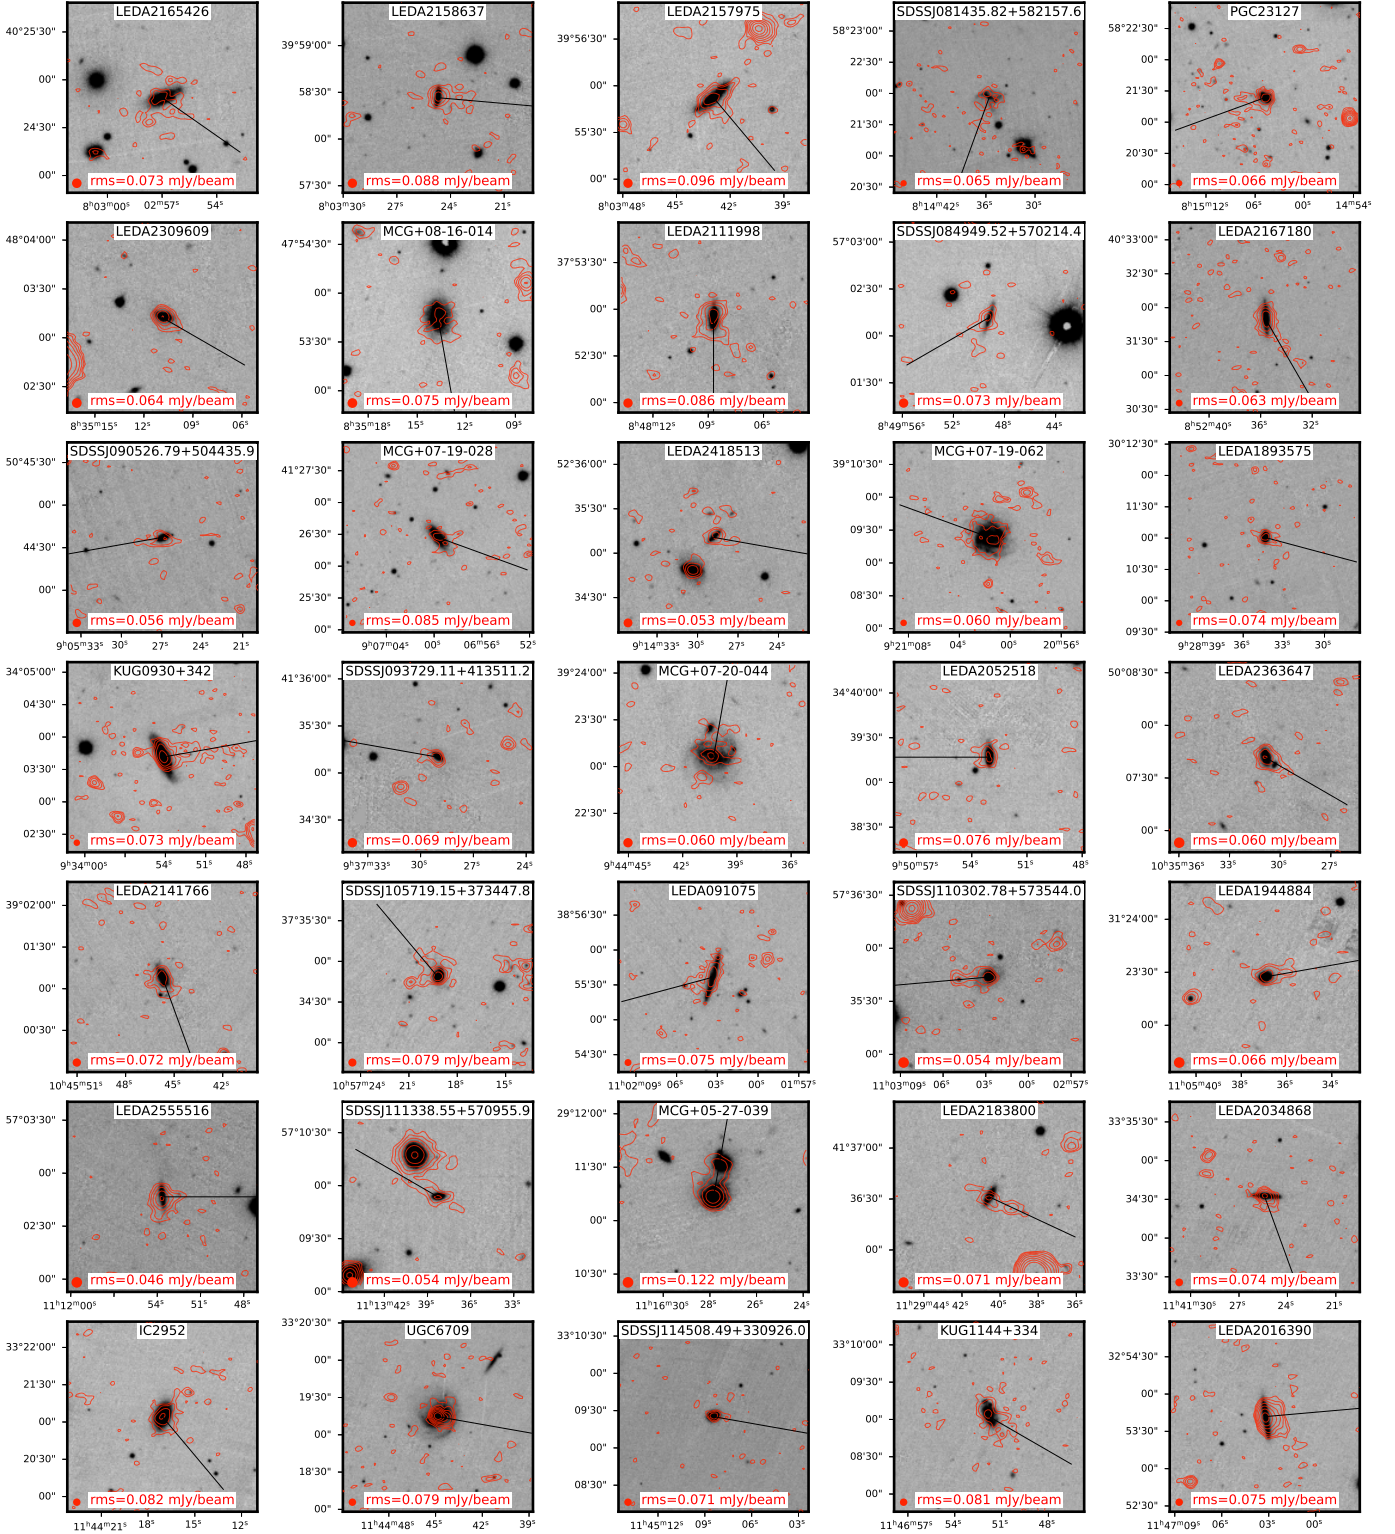 LEDA2165426
40°25'30"
00"
24'30"
00"
rms=0.073 mJy/beam
8ʰ03ᵐ00ˢ 02ᵐ57ˢ 54ˢ
LEDA2158637
39°59'00"
58'30"
00"
57'30"
rms=0.088 mJy/beam
8ʰ03ᵐ30ˢ 27ˢ 24ˢ 21ˢ
LEDA2157975
39°56'30"
00"
55'30"
00"
rms=0.096 mJy/beam
8ʰ03ᵐ48ˢ 45ˢ 42ˢ 39ˢ
SDSSJ081435.82+582157.6
58°23'00"
22'30"
00"
21'30"
00"
20'30"
rms=0.065 mJy/beam
8ʰ14ᵐ42ˢ 36ˢ 30ˢ
PGC23127
58°22'30"
00"
21'30"
00"
20'30"
00"
rms=0.066 mJy/beam
8ʰ15ᵐ12ˢ 06ˢ 00ˢ 14ᵐ54ˢ
LEDA2309609
48°04'00"
03'30"
00"
02'30"
rms=0.064 mJy/beam
8ʰ35ᵐ15ˢ 12ˢ 09ˢ 06ˢ
MCG+08-16-014
47°54'30"
00"
53'30"
00"
rms=0.075 mJy/beam
8ʰ35ᵐ18ˢ 15ˢ 12ˢ 09ˢ
LEDA2111998
37°53'30"
00"
52'30"
00"
rms=0.086 mJy/beam
8ʰ48ᵐ12ˢ 09ˢ 06ˢ
SDSSJ084949.52+570214.4
57°03'00"
02'30"
00"
01'30"
rms=0.073 mJy/beam
8ʰ49ᵐ56ˢ 52ˢ 48ˢ 44ˢ
LEDA2167180
40°33'00"
32'30"
00"
31'30"
00"
30'30"
rms=0.063 mJy/beam
8ʰ52ᵐ40ˢ 36ˢ 32ˢ
SDSSJ090526.79+504435.9
50°45'30"
00"
44'30"
00"
rms=0.056 mJy/beam
9ʰ05ᵐ33ˢ 30ˢ 27ˢ 24ˢ 21ˢ
MCG+07-19-028
41°27'30"
00"
26'30"
00"
25'30"
00"
rms=0.085 mJy/beam
9ʰ07ᵐ04ˢ 00ˢ 06ᵐ56ˢ 52ˢ
LEDA2418513
52°36'00"
35'30"
00"
34'30"
rms=0.053 mJy/beam
9ʰ14ᵐ33ˢ 30ˢ 27ˢ 24ˢ
MCG+07-19-062
39°10'30"
00"
09'30"
00"
08'30"
00"
rms=0.060 mJy/beam
9ʰ21ᵐ08ˢ 04ˢ 00ˢ 20ᵐ56ˢ
LEDA1893575
30°12'30"
00"
11'30"
00"
10'30"
00"
09'30"
rms=0.074 mJy/beam
9ʰ28ᵐ39ˢ 36ˢ 33ˢ 30ˢ
KUG0930+342
34°05'00"
04'30"
00"
03'30"
00"
02'30"
rms=0.073 mJy/beam
9ʰ34ᵐ00ˢ 54ˢ 51ˢ 48ˢ
SDSSJ093729.11+413511.2
41°36'00"
35'30"
00"
34'30"
rms=0.069 mJy/beam
9ʰ37ᵐ33ˢ 30ˢ 27ˢ 24ˢ
MCG+07-20-044
39°24'00"
23'30"
00"
22'30"
rms=0.060 mJy/beam
9ʰ44ᵐ45ˢ 42ˢ 39ˢ 36ˢ
LEDA2052518
34°40'00"
39'30"
00"
38'30"
rms=0.076 mJy/beam
9ʰ50ᵐ57ˢ 54ˢ 51ˢ 48ˢ
LEDA2363647
50°08'30"
00"
07'30"
00"
rms=0.060 mJy/beam
10ʰ35ᵐ36ˢ 33ˢ 30ˢ 27ˢ
LEDA2141766
39°02'00"
01'30"
00"
00'30"
rms=0.072 mJy/beam
10ʰ45ᵐ51ˢ 48ˢ 45ˢ 42ˢ
SDSSJ105719.15+373447.8
37°35'30"
00"
34'30"
00"
rms=0.079 mJy/beam
10ʰ57ᵐ24ˢ 21ˢ 18ˢ 15ˢ
LEDA091075
38°56'30"
00"
55'30"
00"
54'30"
rms=0.075 mJy/beam
11ʰ02ᵐ09ˢ 06ˢ 03ˢ 00ˢ 01ᵐ57ˢ
SDSSJ110302.78+573544.0
57°36'30"
00"
35'30"
00"
rms=0.054 mJy/beam
11ʰ03ᵐ09ˢ 06ˢ 03ˢ 00ˢ 02ᵐ57ˢ
LEDA1944884
31°24'00"
23'30"
00"
rms=0.066 mJy/beam
11ʰ05ᵐ40ˢ 38ˢ 36ˢ 34ˢ
LEDA2555516
57°03'30"
00"
02'30"
00"
rms=0.046 mJy/beam
11ʰ12ᵐ00ˢ 54ˢ 51ˢ 48ˢ
SDSSJ111338.55+570955.9
57°10'30"
00"
09'30"
00"
rms=0.054 mJy/beam
11ʰ13ᵐ42ˢ 39ˢ 36ˢ 33ˢ
MCG+05-27-039
29°12'00"
11'30"
00"
10'30"
rms=0.122 mJy/beam
11ʰ16ᵐ30ˢ 28ˢ 26ˢ 24ˢ
LEDA2183800
41°37'00"
36'30"
00"
rms=0.071 mJy/beam
11ʰ29ᵐ44ˢ 42ˢ 40ˢ 38ˢ 36ˢ
LEDA2034868
33°35'30"
00"
34'30"
00"
33'30"
rms=0.074 mJy/beam
11ʰ41ᵐ30ˢ 27ˢ 24ˢ 21ˢ
IC2952
33°22'00"
21'30"
00"
20'30"
00"
rms=0.082 mJy/beam
11ʰ44ᵐ21ˢ 18ˢ 15ˢ 12ˢ
UGC6709
33°20'00"
00"
19'30"
00"
18'30"
00"
rms=0.079 mJy/beam
11ʰ44ᵐ48ˢ 45ˢ 42ˢ 39ˢ
SDSSJ114508.49+330926.0
33°10'30"
00"
09'30"
00"
08'30"
rms=0.071 mJy/beam
11ʰ45ᵐ12ˢ 09ˢ 06ˢ 03ˢ
KUG1144+334
33°10'00"
09'30"
00"
08'30"
00"
rms=0.081 mJy/beam
11ʰ46ᵐ57ˢ 54ˢ 51ˢ 48ˢ
LEDA2016390
32°54'30"
00"
53'30"
00"
52'30"
rms=0.075 mJy/beam
11ʰ47ᵐ09ˢ 06ˢ 03ˢ 00ˢ